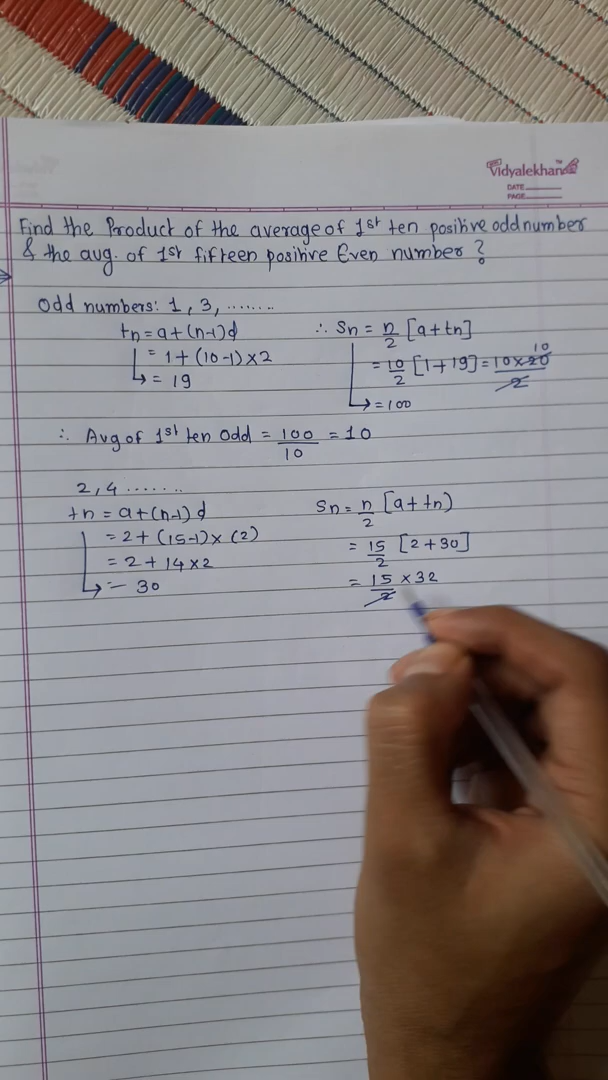 Vidyalekhan
DATE
PAGE
Find the Product of the average of 1st ten positive odd number
& the avg. of 1st fifteen positive Even number ?
Odd numbers: 1, 3, ........
tn = a+(n-1)d
= 1+(10-1)×2
= 19
∴ Sn = n/2 [a+tn]
= 10/2 [1+19] = 10×20/2 10
= 100
∴ Avg of 1st ten odd = 100/10 = 10
2, 4 .......
tn = a+(n-1)d
= 2+(15-1)×(2)
= 2+14×2
= 30
Sn = n/2 [a+tn)
= 15/2 [2+30]
= 15/2 × 32